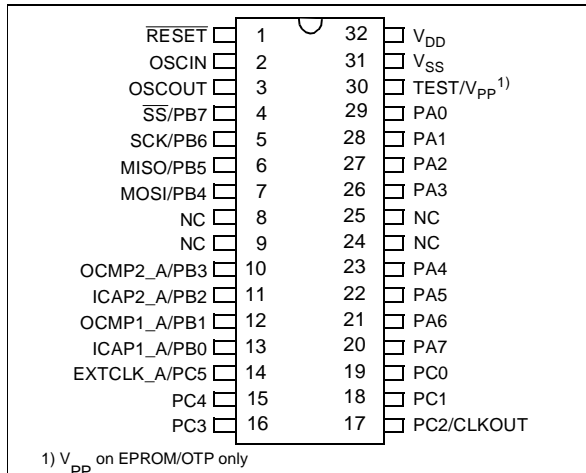 RESET 1 32 VDD
OSCIN 2 31 VSS
OSCOUT 3 30 TEST/VPP1)
SS/PB7 4 29 PA0
SCK/PB6 5 28 PA1
MISO/PB5 6 27 PA2
MOSI/PB4 7 26 PA3
NC 8 25 NC
NC 9 24 NC
OCMP2_A/PB3 10 23 PA4
ICAP2_A/PB2 11 22 PA5
OCMP1_A/PB1 12 21 PA6
ICAP1_A/PB0 13 20 PA7
EXTCLK_A/PC5 14 19 PC0
PC4 15 18 PC1
PC3 16 17 PC2/CLKOUT
1) VPP on EPROM/OTP only